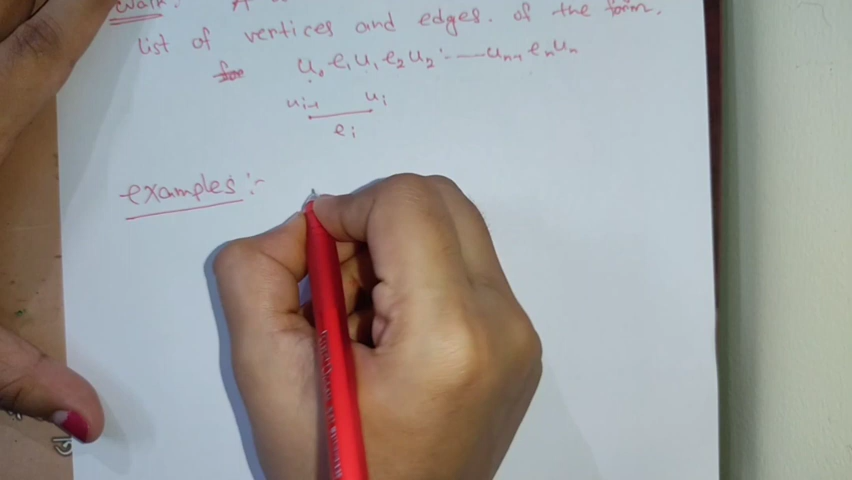 Walk: A
list of vertices and edges. of the form.
u₀ e₁ u₁ e₂ u₂ ---- uₙ₋₁ eₙ uₙ
uᵢ₋₁ uᵢ
eᵢ
examples :-